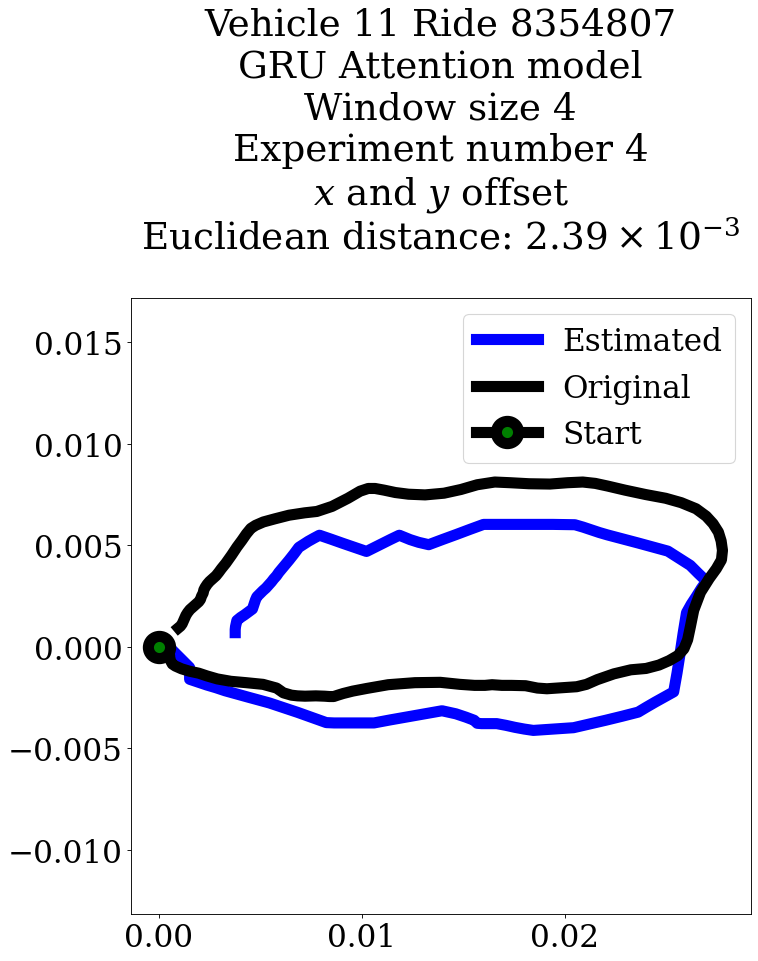 Vehicle 11 Ride 8354807
GRU Attention model
Window size 4
Experiment number 4
x and y offset
Euclidean distance: 2.39 × 10⁻³
Estimated
Original
Start
0.015
0.010
0.005
0.000
−0.005
−0.010
0.00 0.01 0.02